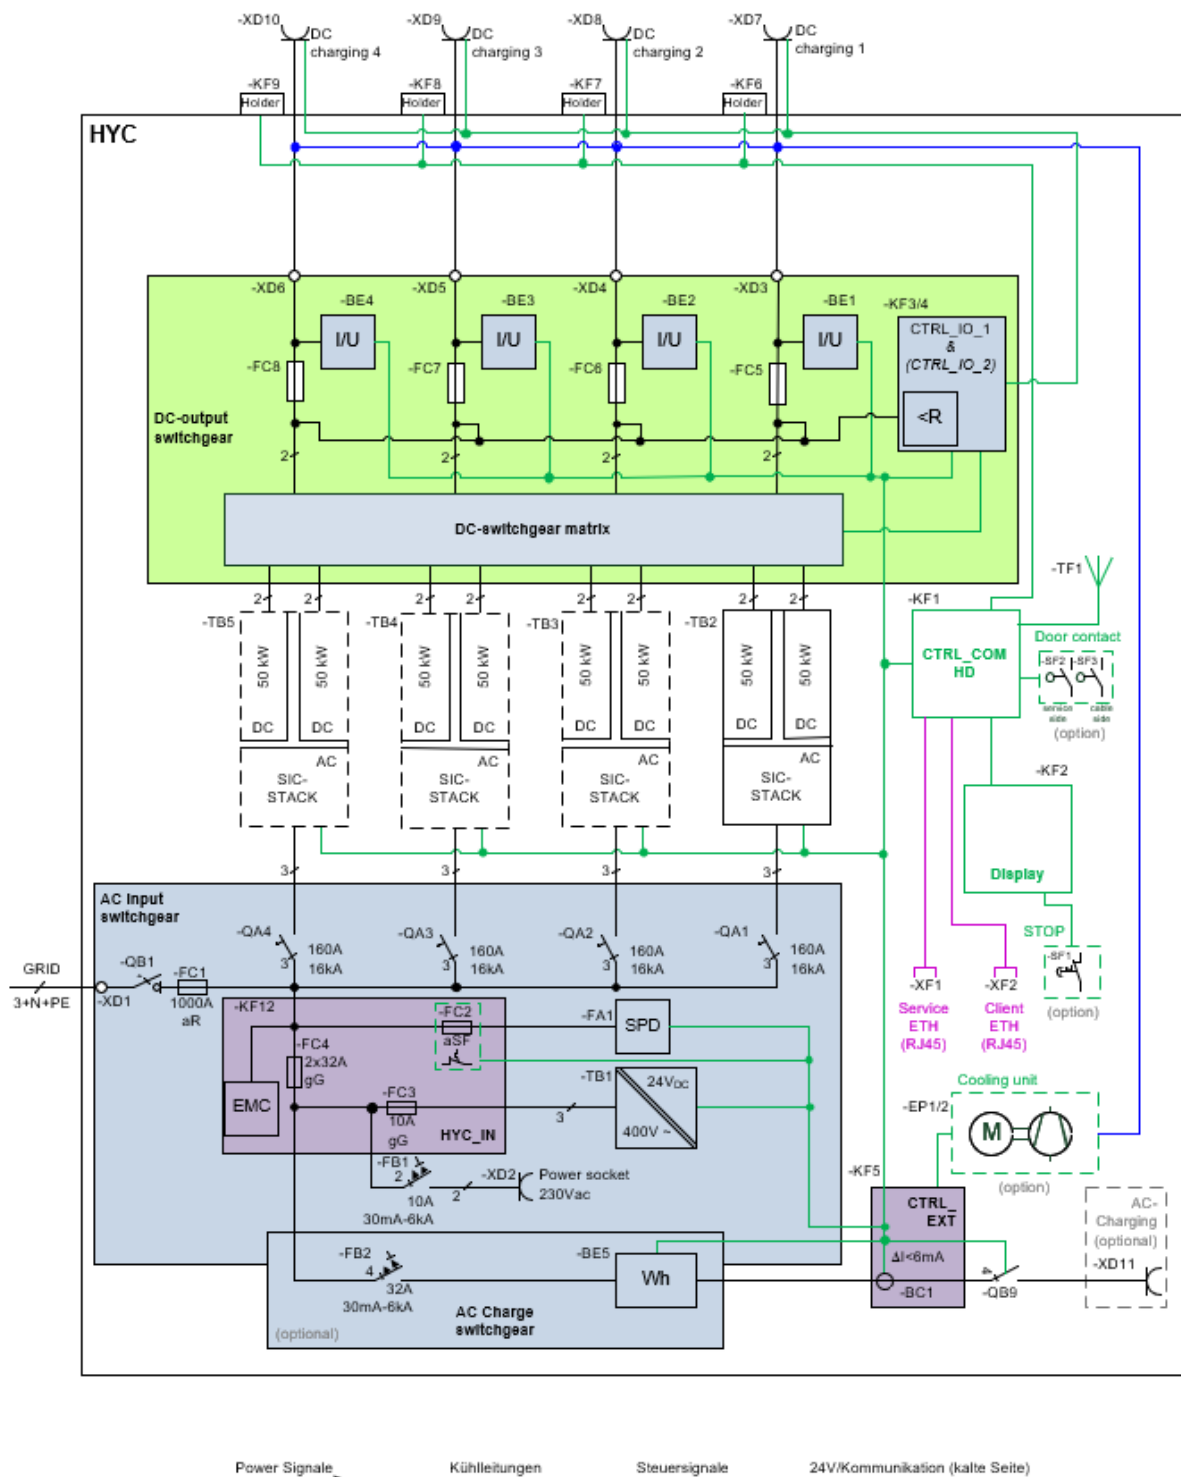 -XD10
DC
charging 4
-XD9
DC
charging 3
-XD8
DC
charging 2
-XD7
DC
charging 1
-KF9
Holder
-KF8
Holder
-KF7
Holder
-KF6
Holder
HYC
-XD6
-XD5
-XD4
-XD3
-BE4
I/U
-BE3
I/U
-BE2
I/U
-BE1
I/U
-KF3/4
CTRL_IO_1
&
(CTRL_IO_2)
<R
-FC8
-FC7
-FC6
-FC5
DC-output
switchgear
2
2
2
2
DC-switchgear matrix
2
2
2
2
2
2
2
2
-TB5
50 kW
50 kW
DC
DC
AC
SIC-
STACK
-TB4
50 kW
50 kW
DC
DC
AC
SIC-
STACK
-TB3
50 kW
50 kW
DC
DC
AC
SIC-
STACK
-TB2
50 kW
50 kW
DC
DC
AC
SIC-
STACK
-TF1
-KF1
CTRL_COM
HD
Door contact
-SF2
-SF3
service
side
cable
side
(option)
-KF2
Display
STOP
-SF1
(option)
-XF1
Service
ETH
(RJ45)
-XF2
Client
ETH
(RJ45)
3
3
3
3
AC Input
switchgear
-QA4
160A
3
16kA
-QA3
160A
3
16kA
-QA2
160A
3
16kA
-QA1
160A
3
16kA
GRID
3+N+PE
-XD1
-QB1
-FC1
1000A
aR
-KF12
-FC2
aSF
-FA1
SPD
-FC4
2x32A
gG
EMC
-FC3
10A
gG
HYC_IN
3
-TB1
24VDC
400V ~
-FB1
2
10A
30mA-6kA
2
-XD2
Power socket
230Vac
Cooling unit
-EP1/2
M
(option)
-KF5
CTRL_
EXT
ΔI<6mA
-BC1
4
-QB9
AC-
Charging
(optional)
-XD11
-FB2
4
32A
30mA-6kA
-BE5
Wh
AC Charge
switchgear
(optional)
Power Signale
Kühlleitungen
Steuersignale
24V/Kommunikation (kalte Seite)